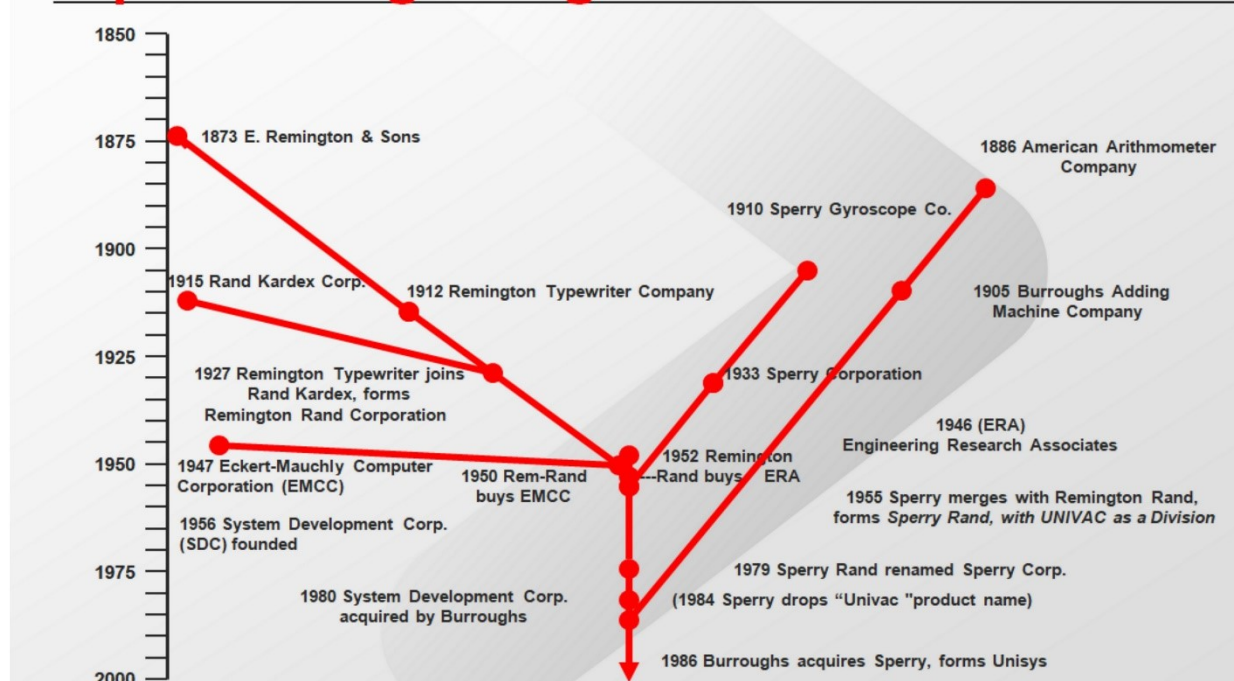 1850
1875
1900
1925
1950
1975
2000
1873 E. Remington & Sons
1886 American Arithmometer
Company
1910 Sperry Gyroscope Co.
1915 Rand Kardex Corp.
1912 Remington Typewriter Company
1905 Burroughs Adding
Machine Company
1927 Remington Typewriter joins
Rand Kardex, forms
Remington Rand Corporation
1933 Sperry Corporation
1946 (ERA)
Engineering Research Associates
1947 Eckert-Mauchly Computer
Corporation (EMCC)
1950 Rem-Rand
buys EMCC
1952 Remington
---Rand buys ERA
1955 Sperry merges with Remington Rand,
forms Sperry Rand, with UNIVAC as a Division
1956 System Development Corp.
(SDC) founded
1979 Sperry Rand renamed Sperry Corp.
1980 System Development Corp.
acquired by Burroughs
(1984 Sperry drops “Univac "product name)
1986 Burroughs acquires Sperry, forms Unisys